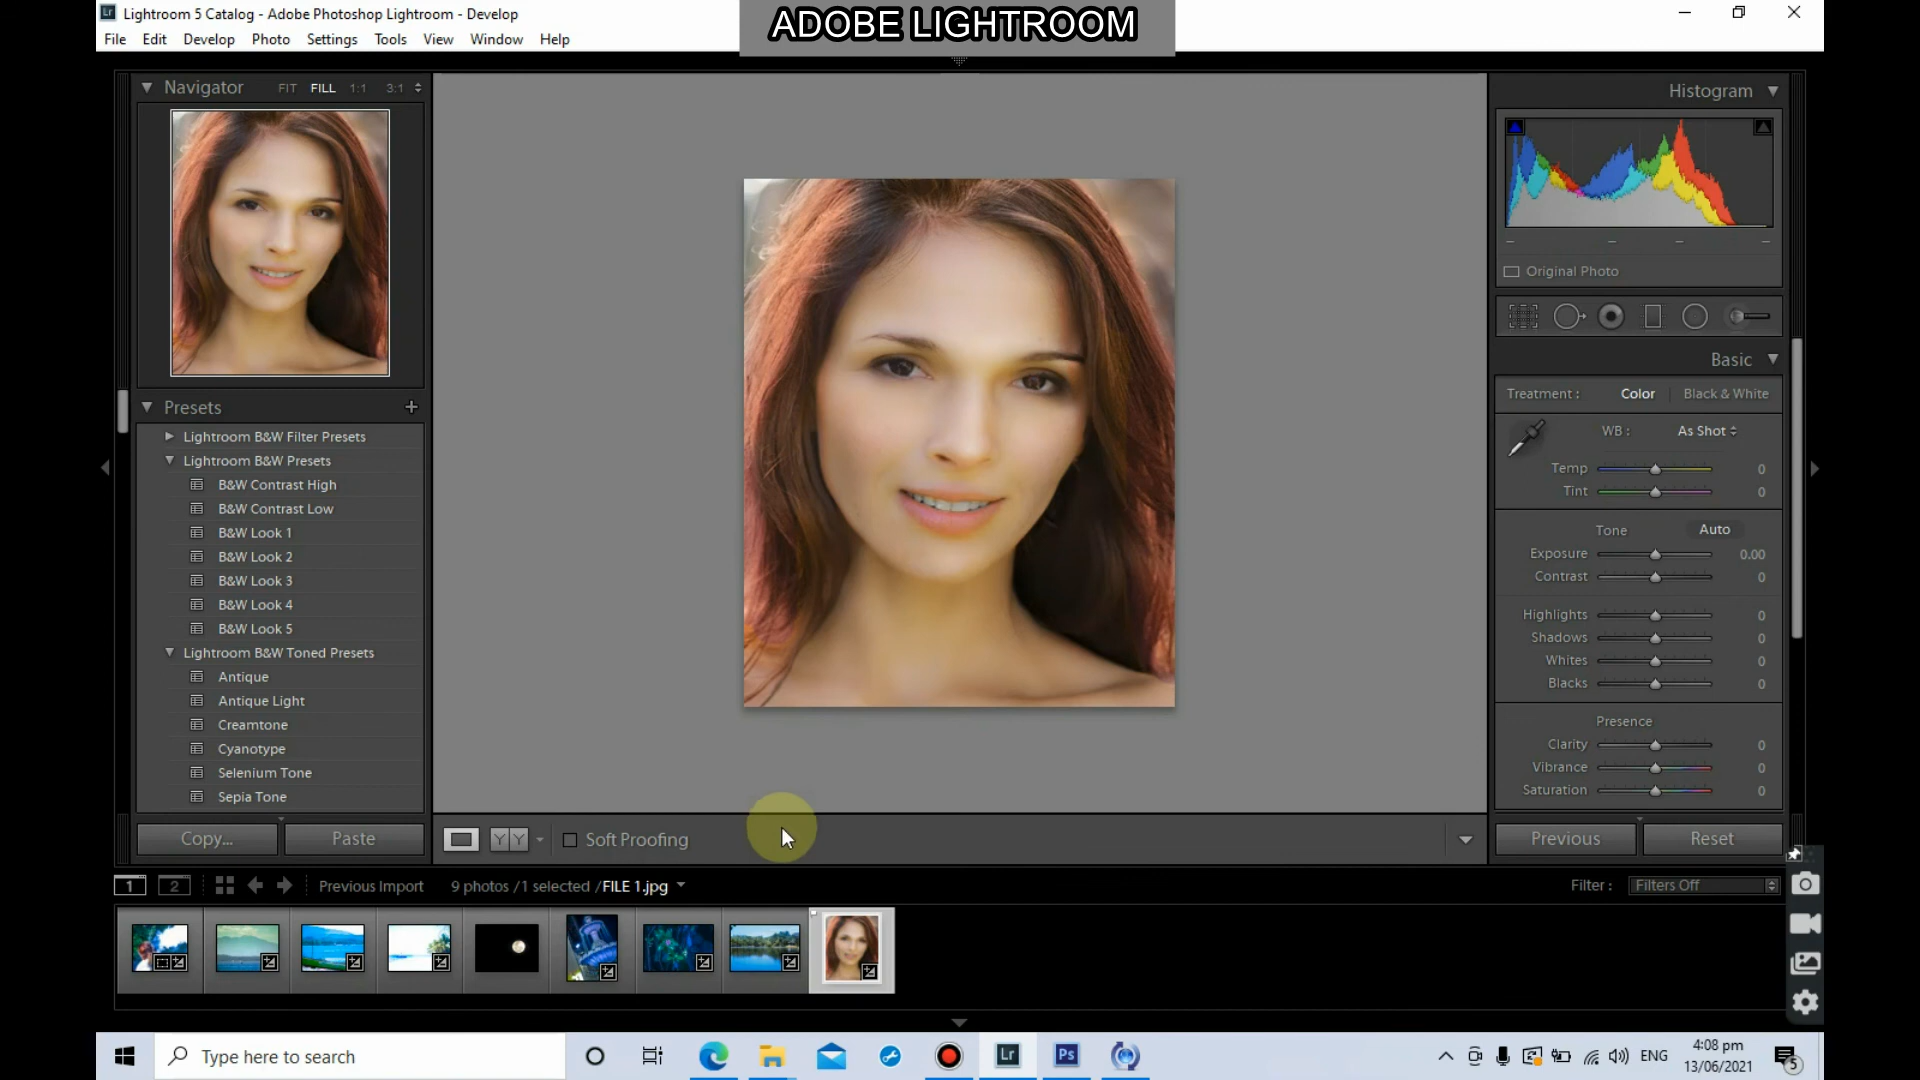 Lightroom 5 Catalog - Adobe Photoshop Lightroom - Develop
ADOBE LIGHTROOM
File Edit Develop Photo Settings Tools View Window Help
Navigator FIT FILL 1:1 3:1
Histogram
Original Photo
Basic
Treatment : Color Black & White
WB : As Shot
Temp 0
Tint 0
Tone Auto
Exposure 0.00
Contrast 0
Highlights 0
Shadows 0
Whites 0
Blacks 0
Presence
Clarity 0
Vibrance 0
Saturation 0
Presets +
Lightroom B&W Filter Presets
Lightroom B&W Presets
B&W Contrast High
B&W Contrast Low
B&W Look 1
B&W Look 2
B&W Look 3
B&W Look 4
B&W Look 5
Lightroom B&W Toned Presets
Antique
Antique Light
Creamtone
Cyanotype
Selenium Tone
Sepia Tone
Copy... Paste
YY Soft Proofing
Previous Reset
1 2 Previous Import 9 photos /1 selected /FILE 1.jpg
Filter : Filters Off
Type here to search
Lr Ps
ENG 4:08 pm
13/06/2021 5